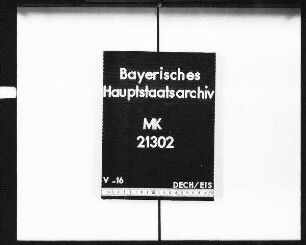 Bayerisches
Hauptstaatsarchiv
MK
21302
V -16 DECH/EIS